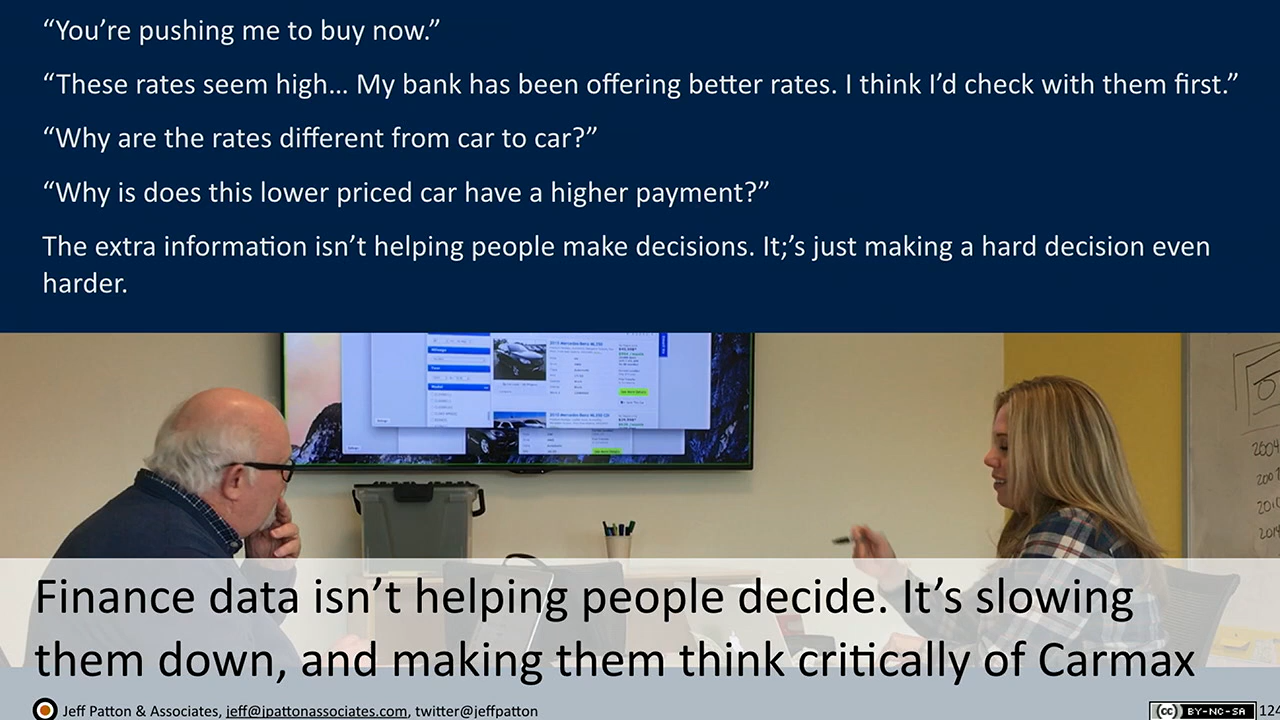 “You’re pushing me to buy now.”
“These rates seem high… My bank has been offering better rates. I think I’d check with them first.”
“Why are the rates different from car to car?”
“Why is does this lower priced car have a higher payment?”
The extra information isn’t helping people make decisions. It;’s just making a hard decision even
harder.
2004
Finance data isn’t helping people decide. It’s slowing
them down, and making them think critically of Carmax
Jeff Patton & Associates, jeff@jpattonassociates.com, twitter@jeffpatton
cc BY-NC-SA
124